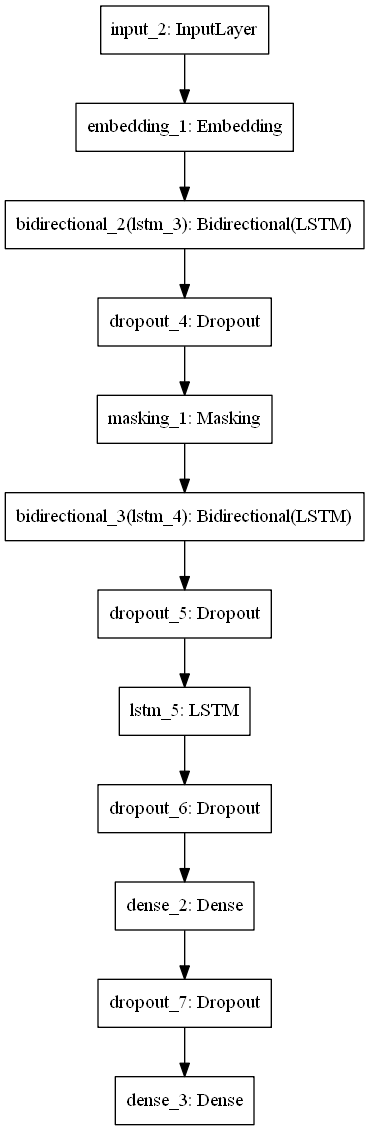 input_2: InputLayer
embedding_1: Embedding
bidirectional_2(lstm_3): Bidirectional(LSTM)
dropout_4: Dropout
masking_1: Masking
bidirectional_3(lstm_4): Bidirectional(LSTM)
dropout_5: Dropout
lstm_5: LSTM
dropout_6: Dropout
dense_2: Dense
dropout_7: Dropout
dense_3: Dense